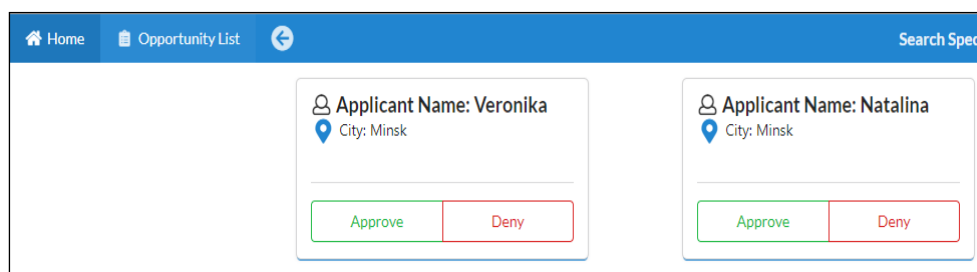 Home Opportunity List Search Spec
Applicant Name: Veronika
City: Minsk
Approve Deny
Applicant Name: Natalina
City: Minsk
Approve Deny